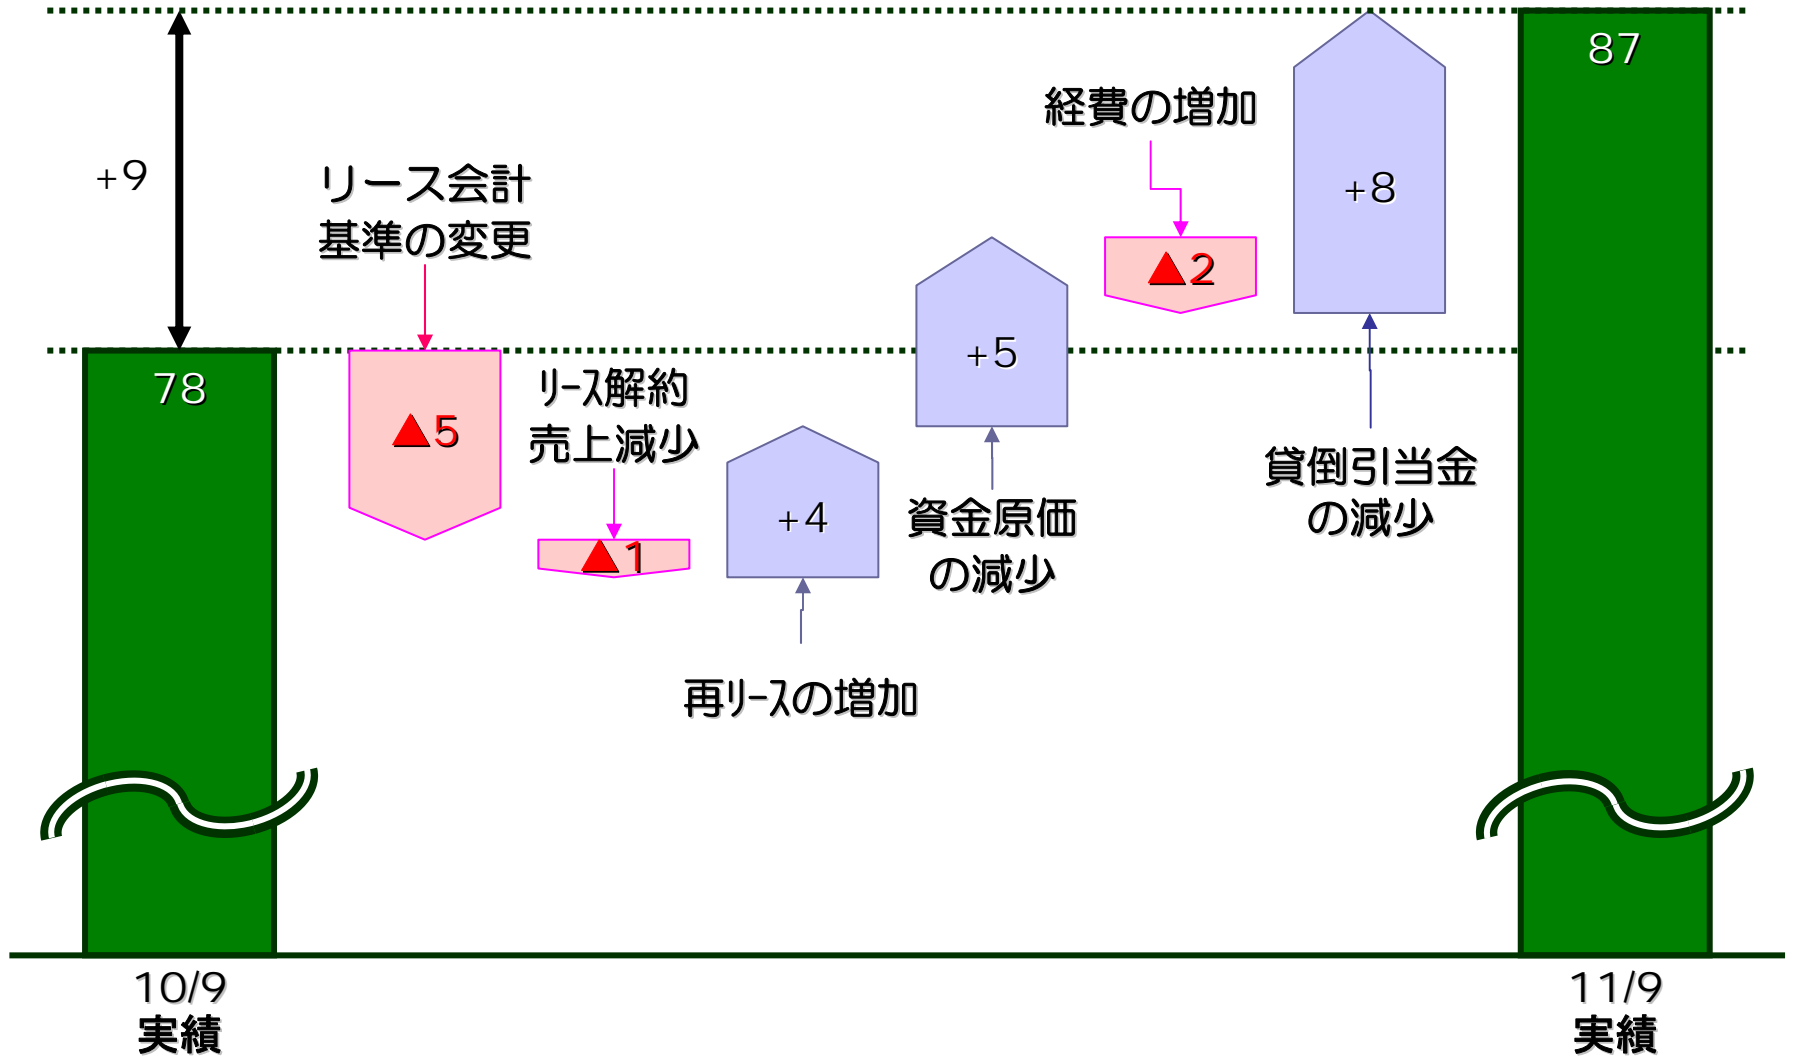 87
経費の増加
+8
+9
リース会計
基準の変更
▲2
+5
78
ﾘｰｽ解約
売上減少
▲5
貸倒引当金
の減少
+4
資金原価
の減少
▲1
再ﾘｰｽの増加
10/9
実績
11/9
実績